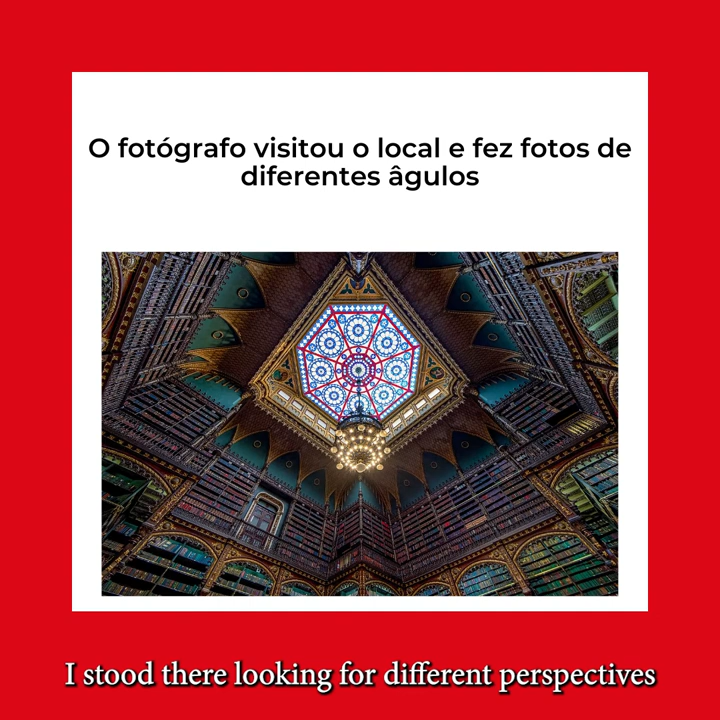 O fotógrafo visitou o local e fez fotos de
diferentes âgulos
I stood there looking for different perspectives